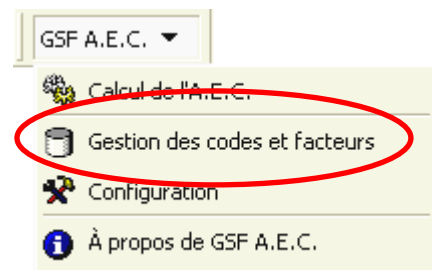 GSF A.E.C.
Calcul de l'A.E.C.
Gestion des codes et facteurs
Configuration
À propos de GSF A.E.C.